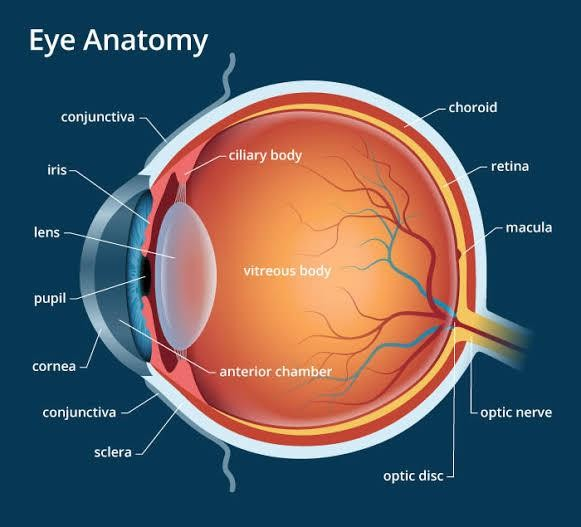 Eye Anatomy
conjunctiva
iris
lens
pupil
cornea
conjunctiva
sclera
ciliary body
vitreous body
anterior chamber
choroid
retina
macula
optic nerve
optic disc